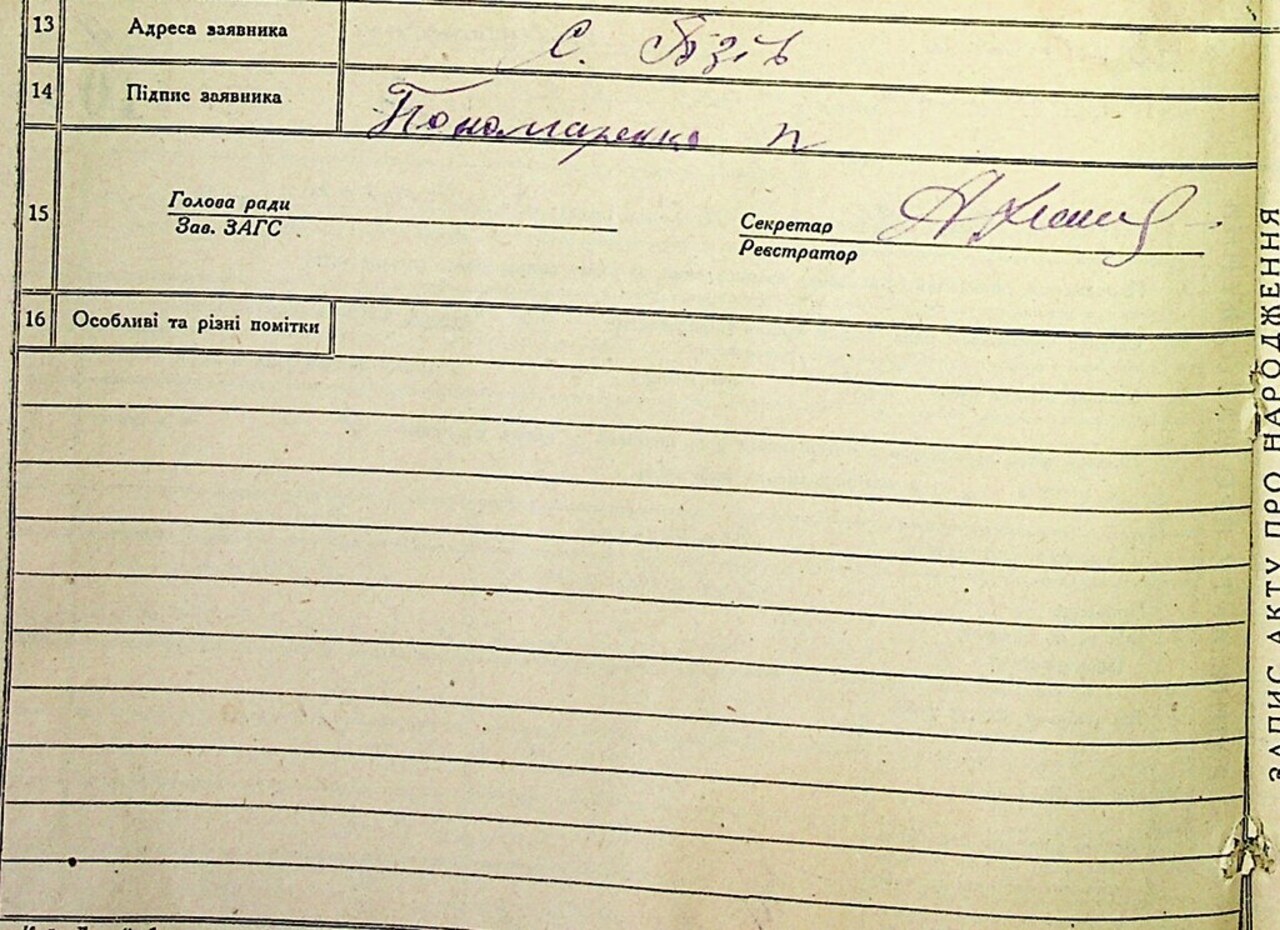 13 Адреса заявника С.
14 Підпис заявника Пономаренко П
15 Голова ради
Зав. ЗАГС
Секретар
Реєстратор
16 Особливі та різні помітки
ЗАПИС АКТУ ПРО НАРОДЖЕННЯ